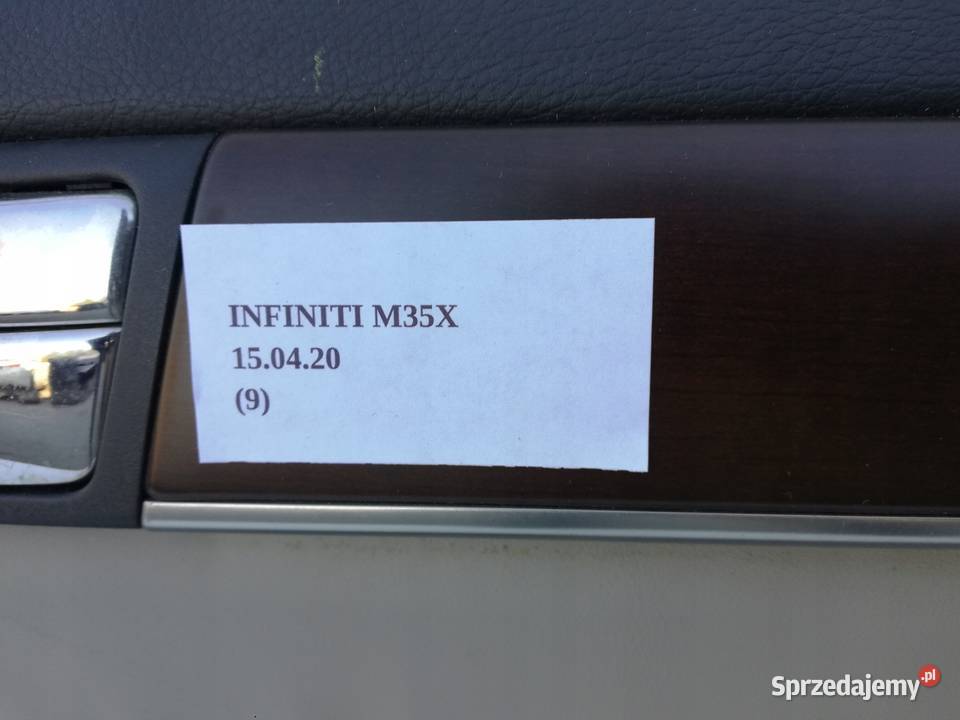 INFINITI M35X
15.04.20
(9)
Sprzedajemy.pl